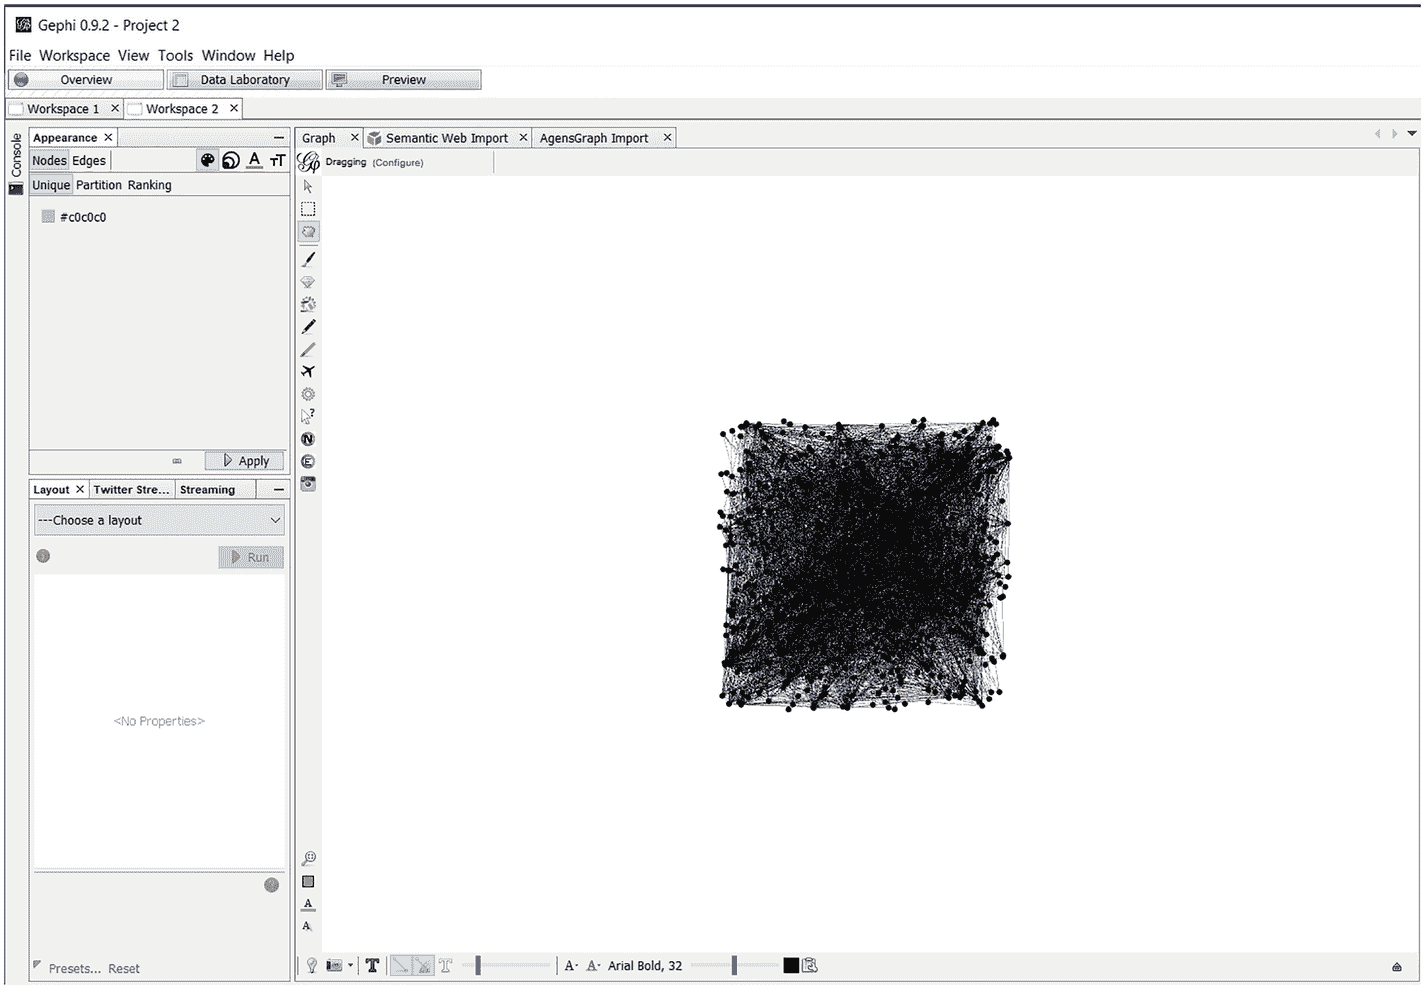 Gephi 0.9.2 - Project 2
File Workspace View Tools Window Help
Overview Data Laboratory Preview
Workspace 1 Workspace 2
Console
Appearance
Nodes Edges
Unique Partition Ranking
#c0c0c0
Apply
Layout Twitter Stre... Streaming
---Choose a layout
Run
<No Properties>
Presets... Reset
Graph Semantic Web Import AgensGraph Import
Dragging (Configure)
Arial Bold, 32